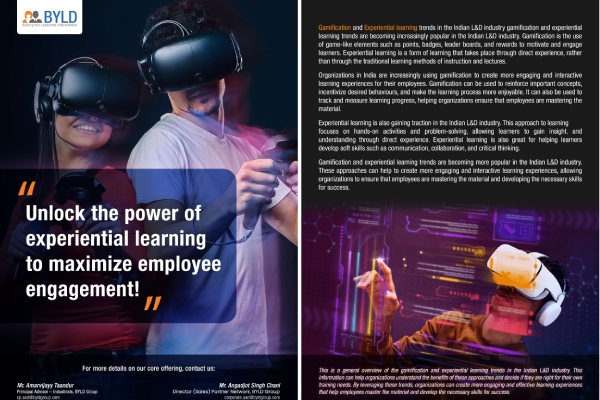 BYLD
Unlock the power of
experiential learning
to maximize employee
engagement!
For more details on our core offering, contact us:
Principal Advisor – Industries, BYLD Group
Mr. Angadjot Singh Chani
Director (Sales) Partner Network, BYLD Group
Gamification and Experiential learning trends in the Indian L&D industry gamification and experiential
learning trends are becoming increasingly popular in the Indian L&D industry. Gamification is the use
of game-like elements such as points, badges, leader boards, and rewards to motivate and engage
learners. Experiential learning is a form of learning that takes place through direct experience, rather
than through the traditional learning methods of instruction and lectures.
Organizations in India are increasingly using gamification to create more engaging and interactive
learning experiences for their employees. Gamification can be used to reinforce important concepts,
incentivize desired behaviours, and make the learning process more enjoyable. It can also be used to
track and measure learning progress, helping organizations ensure that employees are mastering the
material.
Experiential learning is also gaining traction in the Indian L&D industry. This approach to learning
focuses on hands-on activities and problem-solving, allowing learners to gain insight, and
understanding through direct experience. Experiential learning is also great for helping learners
develop soft skills such as communication, collaboration, and critical thinking.
Gamification and experiential learning trends are becoming more popular in the Indian L&D industry.
These approaches can help to create more engaging and interactive learning experiences, allowing
organizations to ensure that employees are mastering the material and developing the necessary skills
for success.
This is a general overview of the gamification and experiential learning trends in the Indian L&D industry. This
information can help organizations understand the benefits of these approaches and decide if they are right for their own
training needs. By leveraging these trends, organizations can create more engaging and effective learning experiences
that help employees master the material and develop the necessary skills for success.